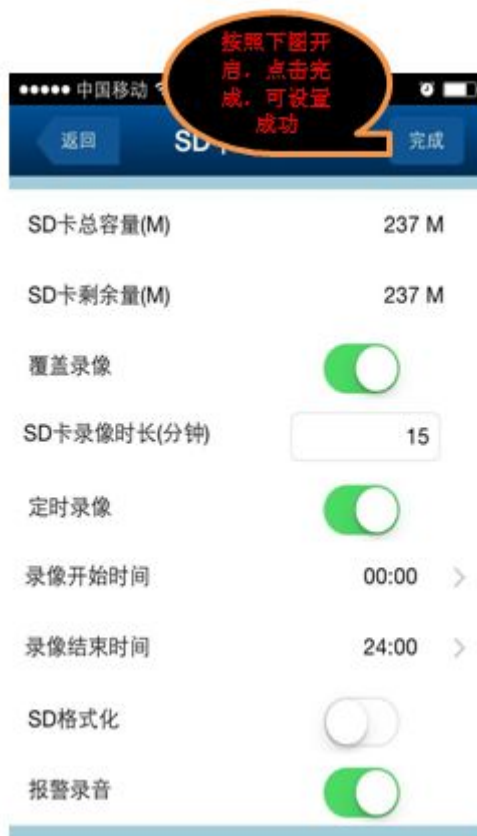 按照下图开
启．点击完
成．可设置
成功
中国移动
返回
SD
完成
SD卡总容量(M) 237 M
SD卡剩余量(M) 237 M
覆盖录像
SD卡录像时长(分钟) 15
定时录像
录像开始时间 00:00
录像结束时间 24:00
SD格式化
报警录音